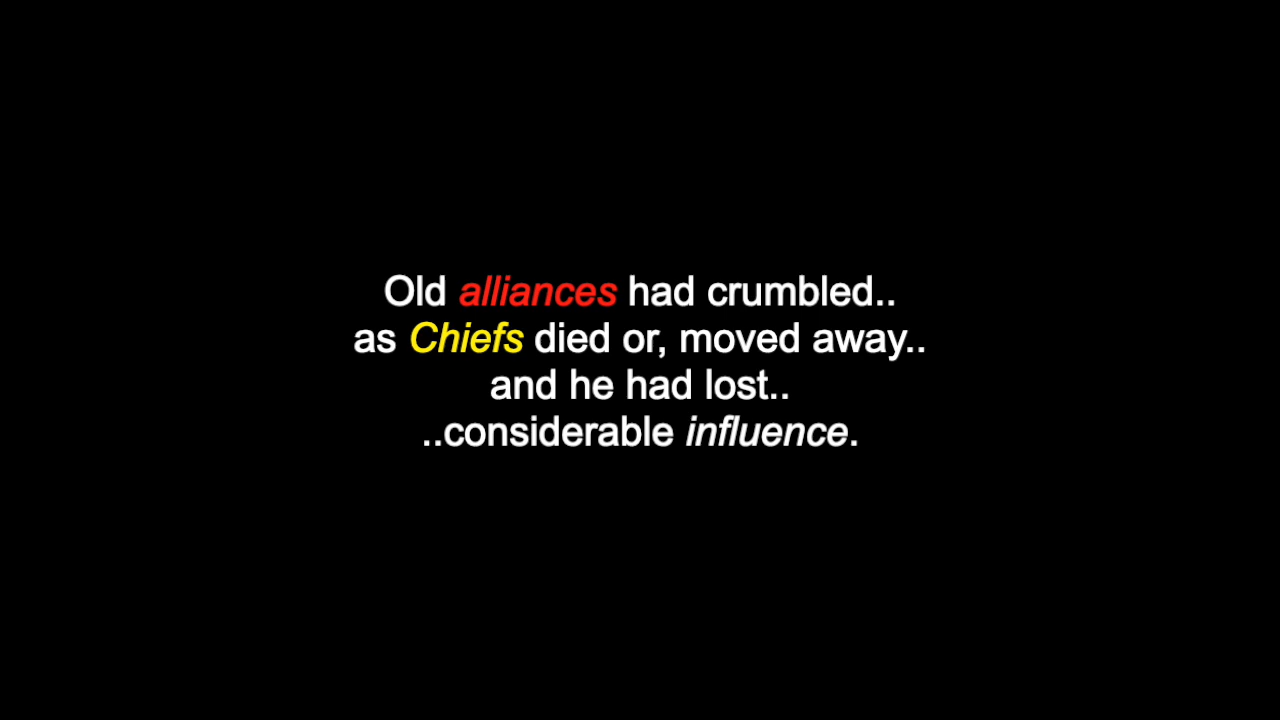 Old alliances had crumbled..
as Chiefs died or, moved away..
and he had lost..
..considerable influence.